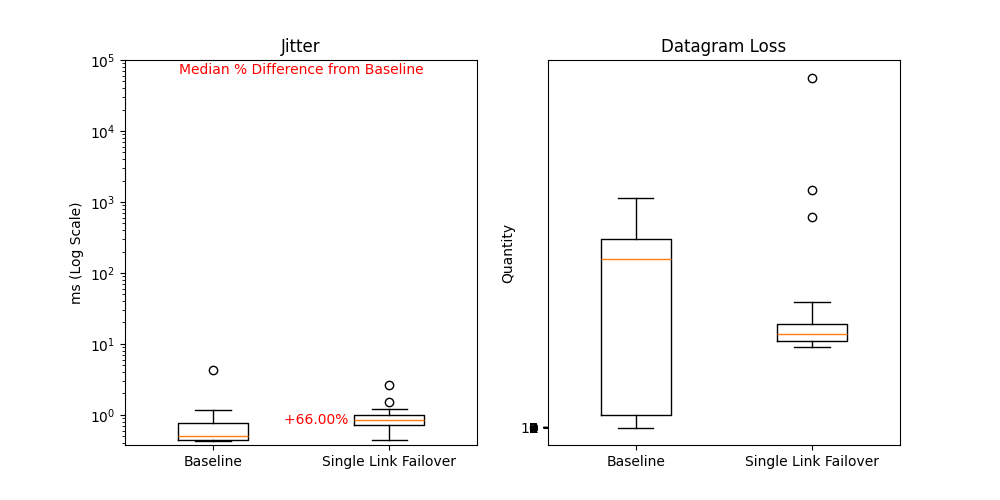 Jitter
Datagram Loss
Median % Difference from Baseline
10^5
10^4
10^3
10^2
10^1
10^0
ms (Log Scale)
Quantity
+66.00%
Baseline
Single Link Failover
Baseline
Single Link Failover